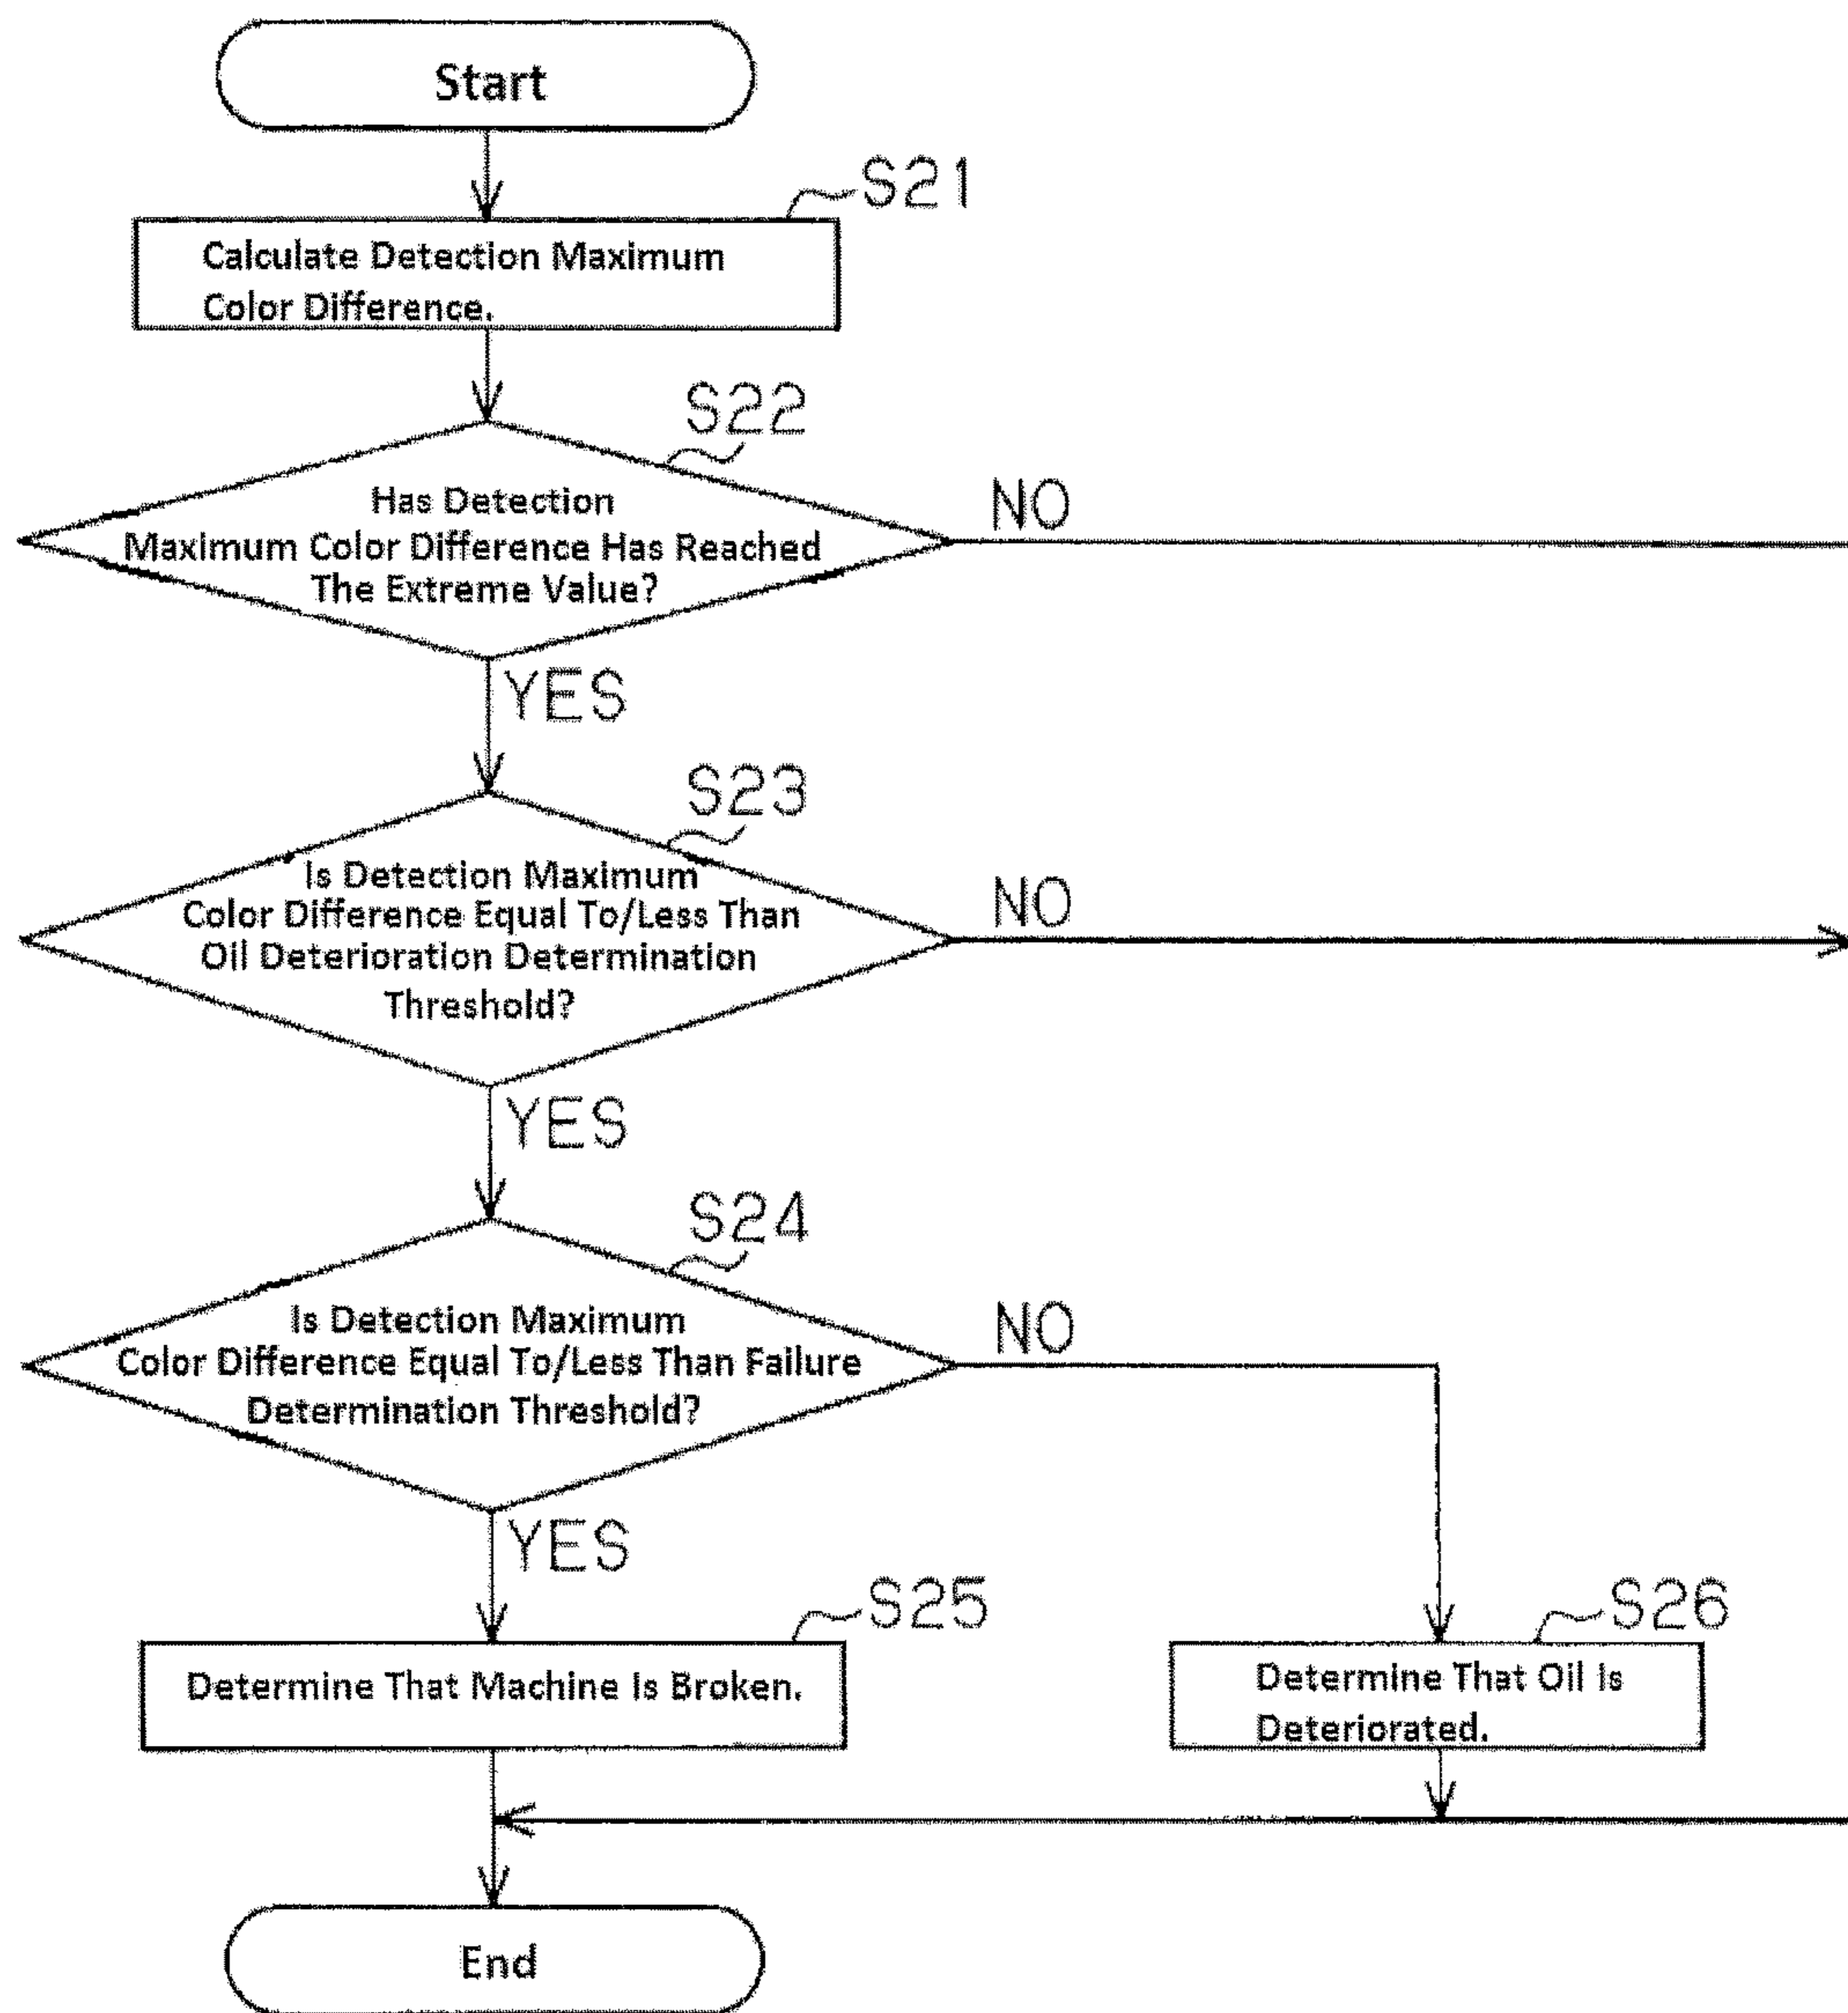 Start
S21
Calculate Detection Maximum
Color Difference.
S22
Has Detection
Maximum Color Difference Has Reached
The Extreme Value?
NO
YES
S23
Is Detection Maximum
Color Difference Equal To/Less Than
Oil Deterioration Determination
Threshold?
NO
YES
S24
Is Detection Maximum
Color Difference Equal To/Less Than Failure
Determination Threshold?
NO
YES
S25
Determine That Machine Is Broken.
S26
Determine That Oil Is
Deteriorated.
End